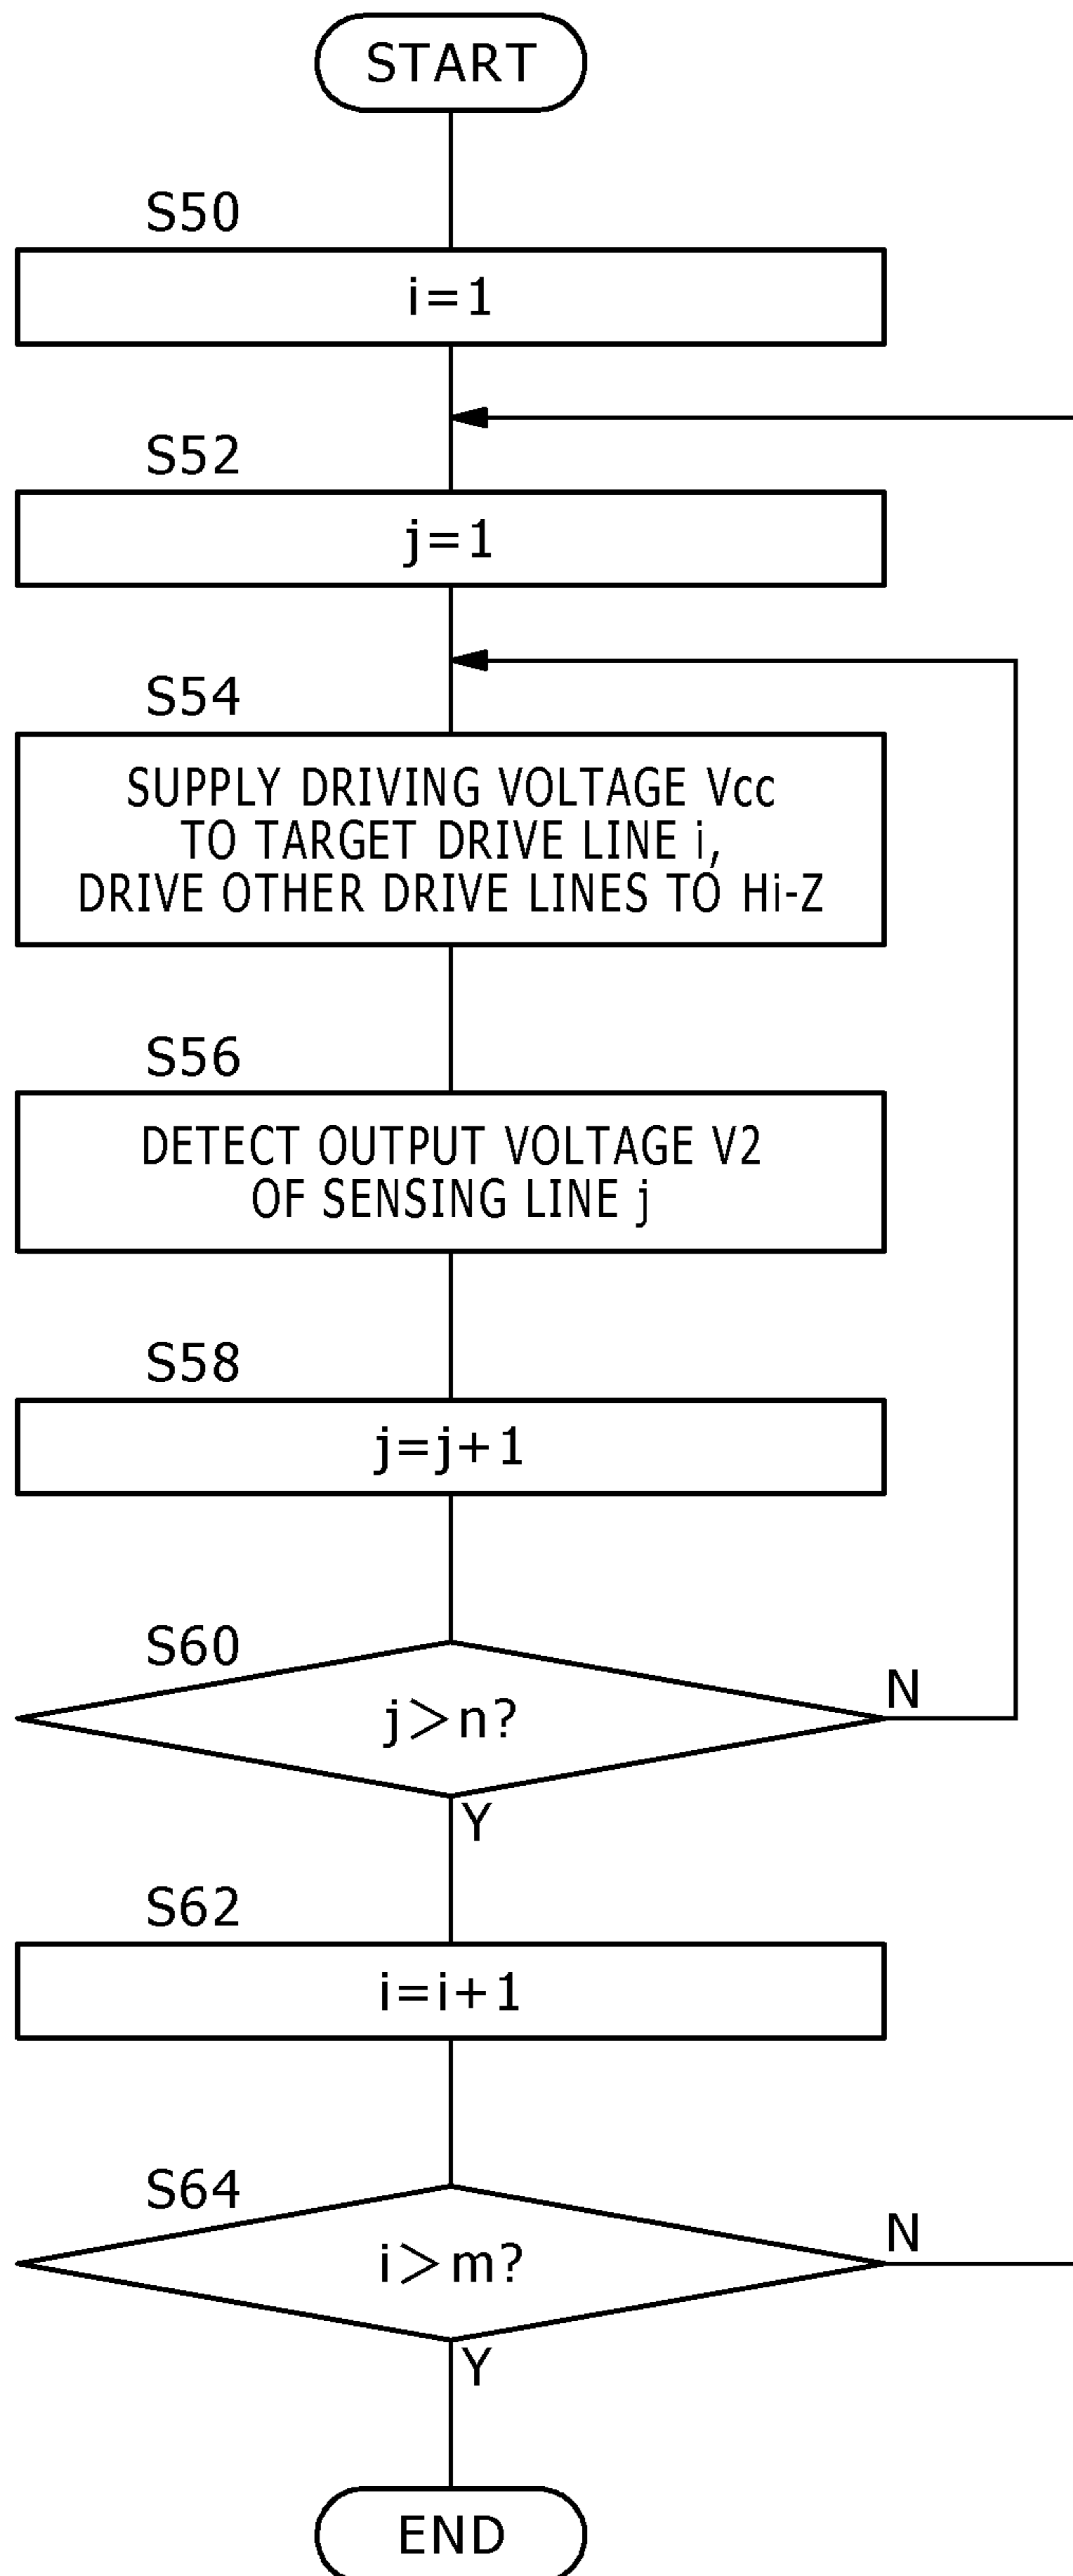 START
S50
i=1
S52
j=1
S54
SUPPLY DRIVING VOLTAGE Vcc
TO TARGET DRIVE LINE i,
DRIVE OTHER DRIVE LINES TO Hi-Z
S56
DETECT OUTPUT VOLTAGE V2
OF SENSING LINE j
S58
j=j+1
S60
j>n?
N
Y
S62
i=i+1
S64
i>m?
N
Y
END